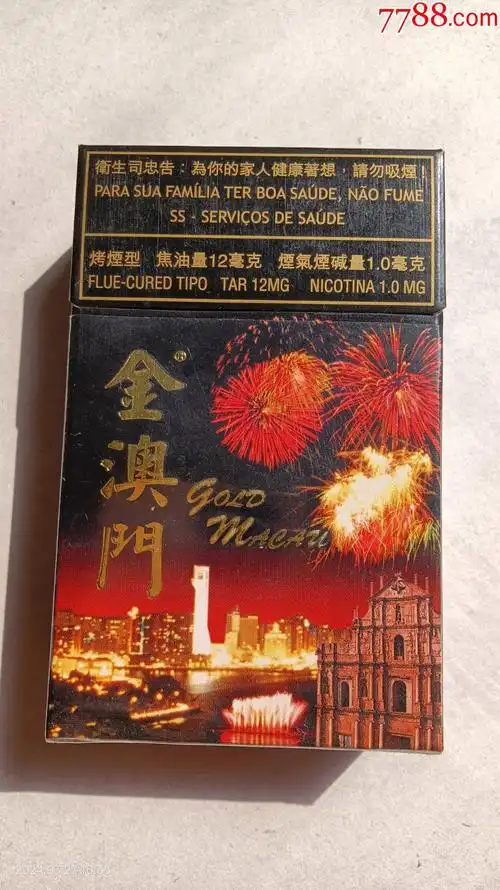 7788.com
衛生司忠告：為你的家人健康著想，請勿吸煙！
PARA SUA FAMÍLIA TER BOA SAÚDE, NÃO FUME
SS - SERVIÇOS DE SAÚDE
烤煙型 焦油量12毫克 煙氣煙碱量1.0毫克
FLUE-CURED TIPO TAR 12MG NICOTINA 1.0 MG
金澳門®
GOLD
MACAU